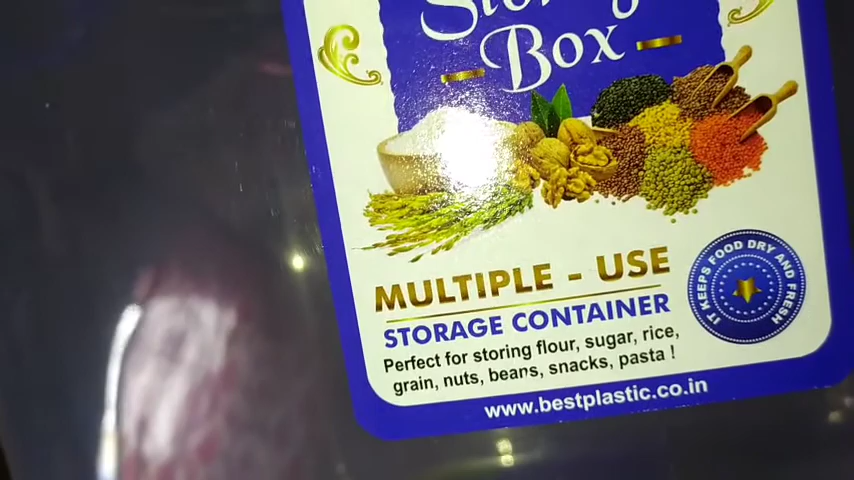 Storage
Box
MULTIPLE - USE
STORAGE CONTAINER
Perfect for storing flour, sugar, rice
grain, nuts, beans, snacks, pasta !
www.bestplastic.co.in
IT KEEPS FOOD DRY AND FRESH